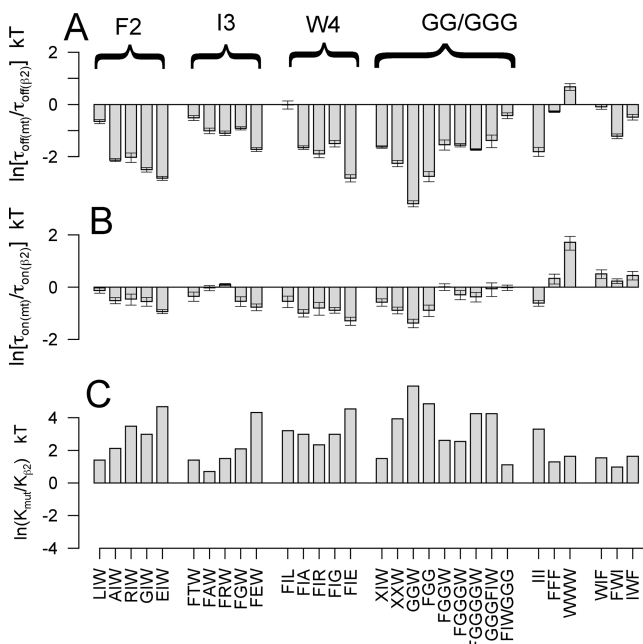 A
F2 I3 W4 GG/GGG
ln[τoff(mt)/τoff(β2)] kT
2
0
-2
B
ln[τon(mt)/τon(β2)] kT
2
0
-2
C
ln(Kmut/Kβ2) kT
4
2
0
-2
-4
LIW AIW RIW GIW EIW FTW FAW FRW FGW FEW FIL FIA FIR FIG FIE XIW XXW GGW FGG FGGW FGGGW FGGGGW GGGFIW FIWGGG III FFF WWW WIF FWI IWF